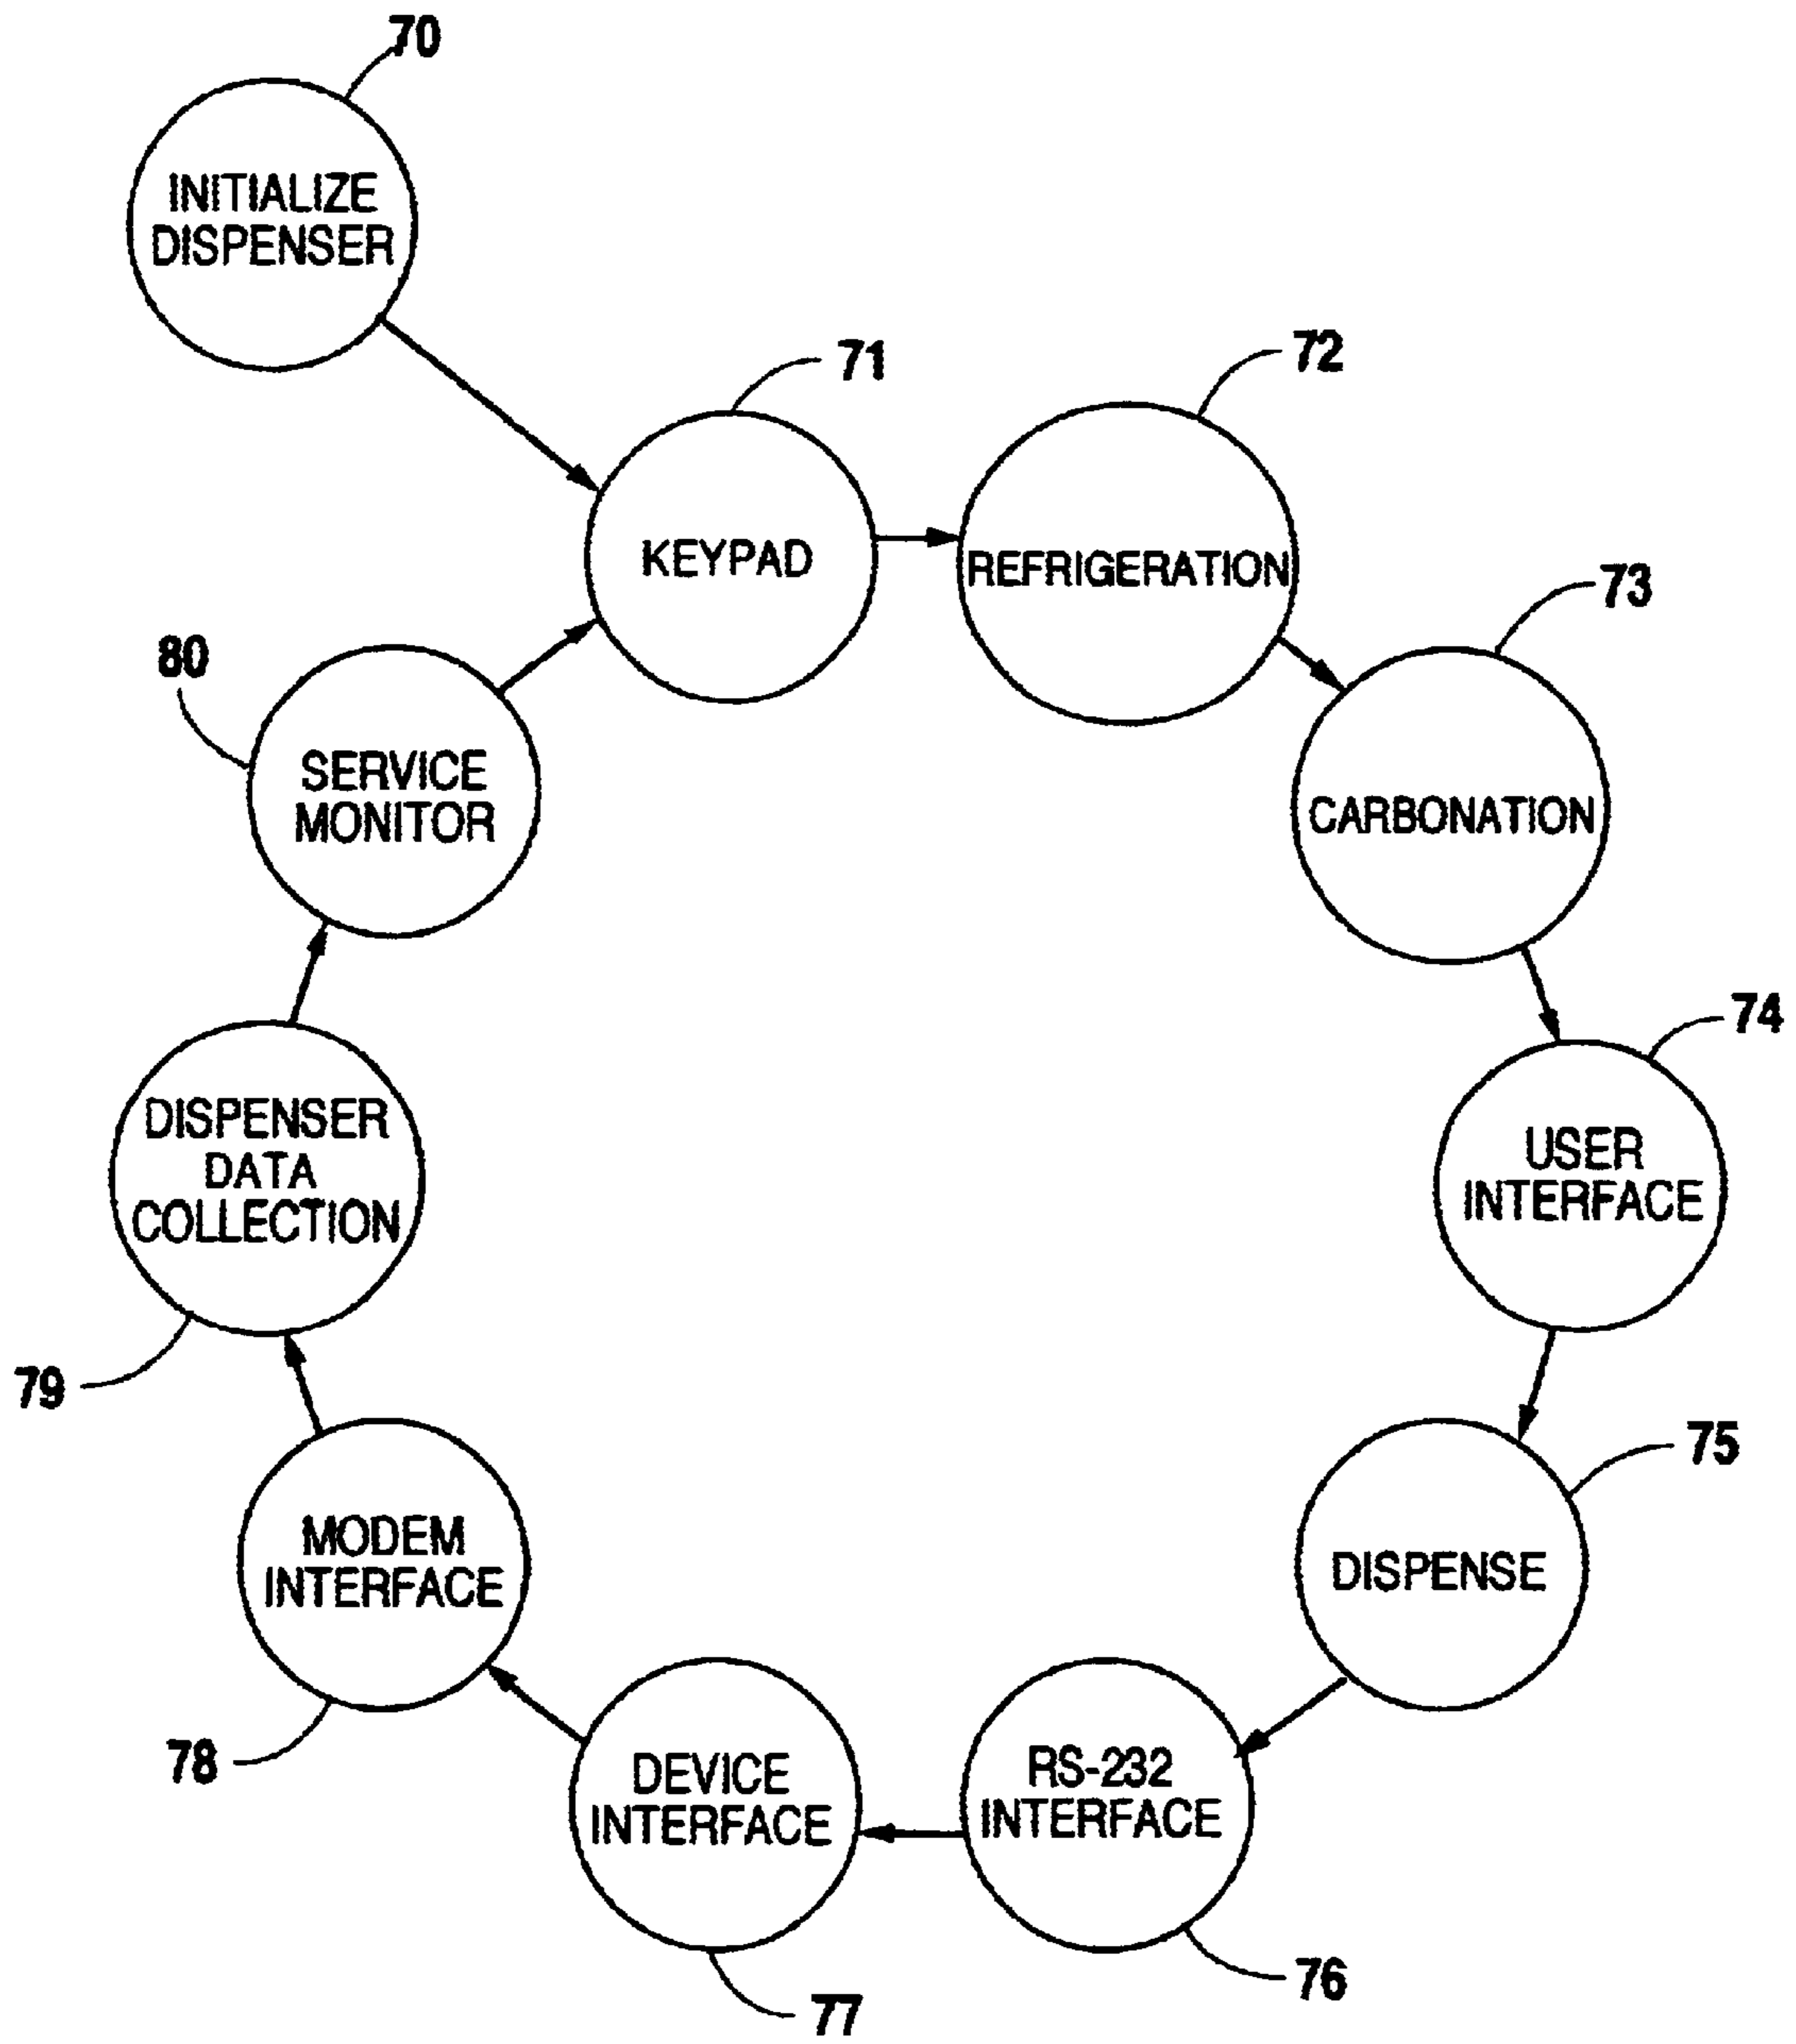 70
INITIALIZE
DISPENSER
71
KEYPAD
72
REFRIGERATION
73
CARBONATION
74
USER
INTERFACE
75
DISPENSE
76
RS-232
INTERFACE
77
DEVICE
INTERFACE
78
MODEM
INTERFACE
79
DISPENSER
DATA
COLLECTION
80
SERVICE
MONITOR